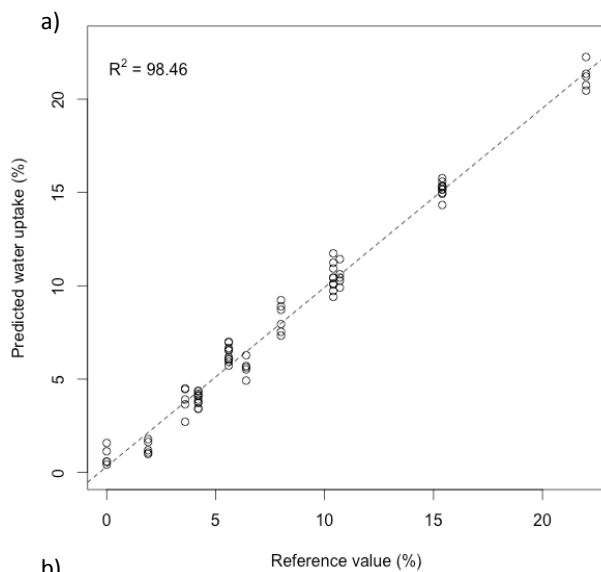 a)
R² = 98.46
Predicted water uptake (%)
20
15
10
5
0
0 5 10 15 20
Reference value (%)
b)